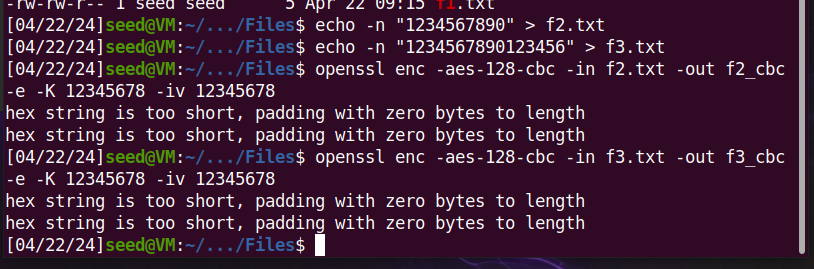 -rw-rw-r-- 1 seed seed      5 Apr 22 09:15 f1.txt
[04/22/24]seed@VM:~/.../Files$ echo -n "1234567890" > f2.txt
[04/22/24]seed@VM:~/.../Files$ echo -n "1234567890123456" > f3.txt
[04/22/24]seed@VM:~/.../Files$ openssl enc -aes-128-cbc -in f2.txt -out f2_cbc
-e -K 12345678 -iv 12345678
hex string is too short, padding with zero bytes to length
hex string is too short, padding with zero bytes to length
[04/22/24]seed@VM:~/.../Files$ openssl enc -aes-128-cbc -in f3.txt -out f3_cbc
-e -K 12345678 -iv 12345678
hex string is too short, padding with zero bytes to length
hex string is too short, padding with zero bytes to length
[04/22/24]seed@VM:~/.../Files$